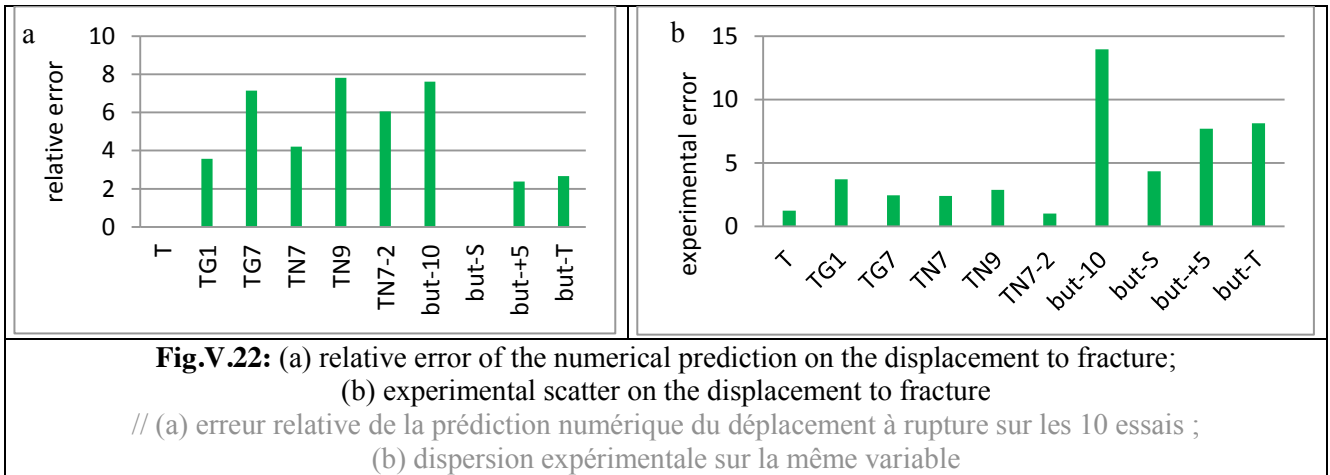 a
relative error
10
8
6
4
2
0
T
TG1
TG7
TN7
TN9
TN7-2
but-10
but-S
but-+5
but-T
b
experimental error
15
10
5
0
T
TG1
TG7
TN7
TN9
TN7-2
but-10
but-S
but-+5
but-T
Fig.V.22: (a) relative error of the numerical prediction on the displacement to fracture;
(b) experimental scatter on the displacement to fracture
// (a) erreur relative de la prédiction numérique du déplacement à rupture sur les 10 essais ;
(b) dispersion expérimentale sur la même variable